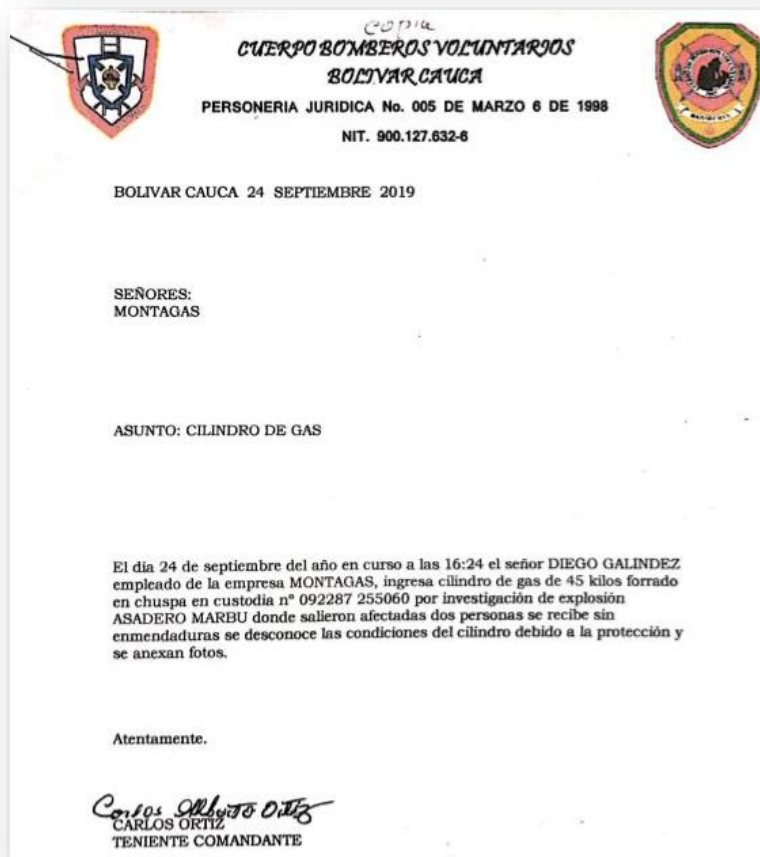 copia
CUERPO BOMBEROS VOLUNTARIOS
BOLIVAR CAUCA
PERSONERIA JURIDICA No. 005 DE MARZO 6 DE 1998
NIT. 900.127.632-6
BOLIVAR CAUCA 24 SEPTIEMBRE 2019
SEÑORES:
MONTAGAS
ASUNTO: CILINDRO DE GAS
El día 24 de septiembre del año en curso a las 16:24 el señor DIEGO GALINDEZ
empleado de la empresa MONTAGAS, ingresa cilindro de gas de 45 kilos forrado
en chuspa en custodia nº 092287 255060 por investigación de explosión
ASADERO MARBU donde salieron afectadas dos personas se recibe sin
enmendaduras se desconoce las condiciones del cilindro debido a la protección y
se anexan fotos.
Atentamente.
Carlos Alberto Ortiz
CARLOS ORTIZ
TENIENTE COMANDANTE